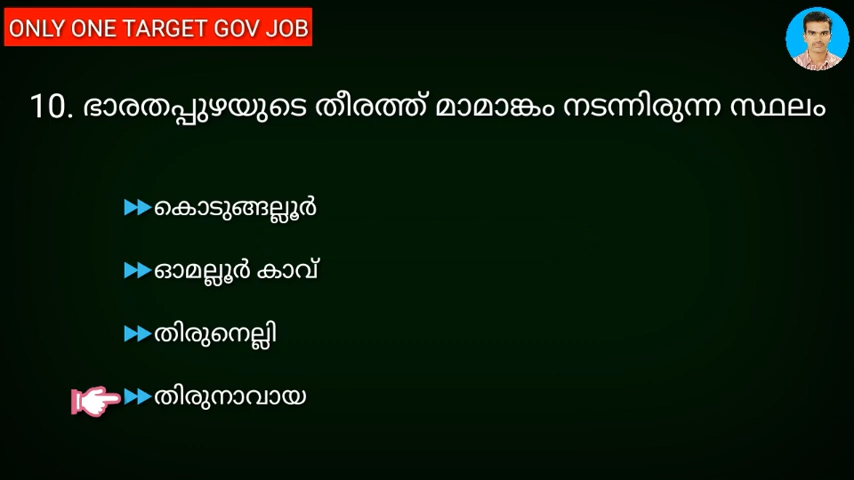 ONLY ONE TARGET GOV JOB
10. ഭാരതപ്പുഴയുടെ തീരത്ത് മാമാങ്കം നടന്നിരുന്ന സ്ഥലം
കൊടുങ്ങല്ലൂർ
ഓമല്ലൂർ കാവ്
തിരുനെല്ലി
തിരുനാവായ